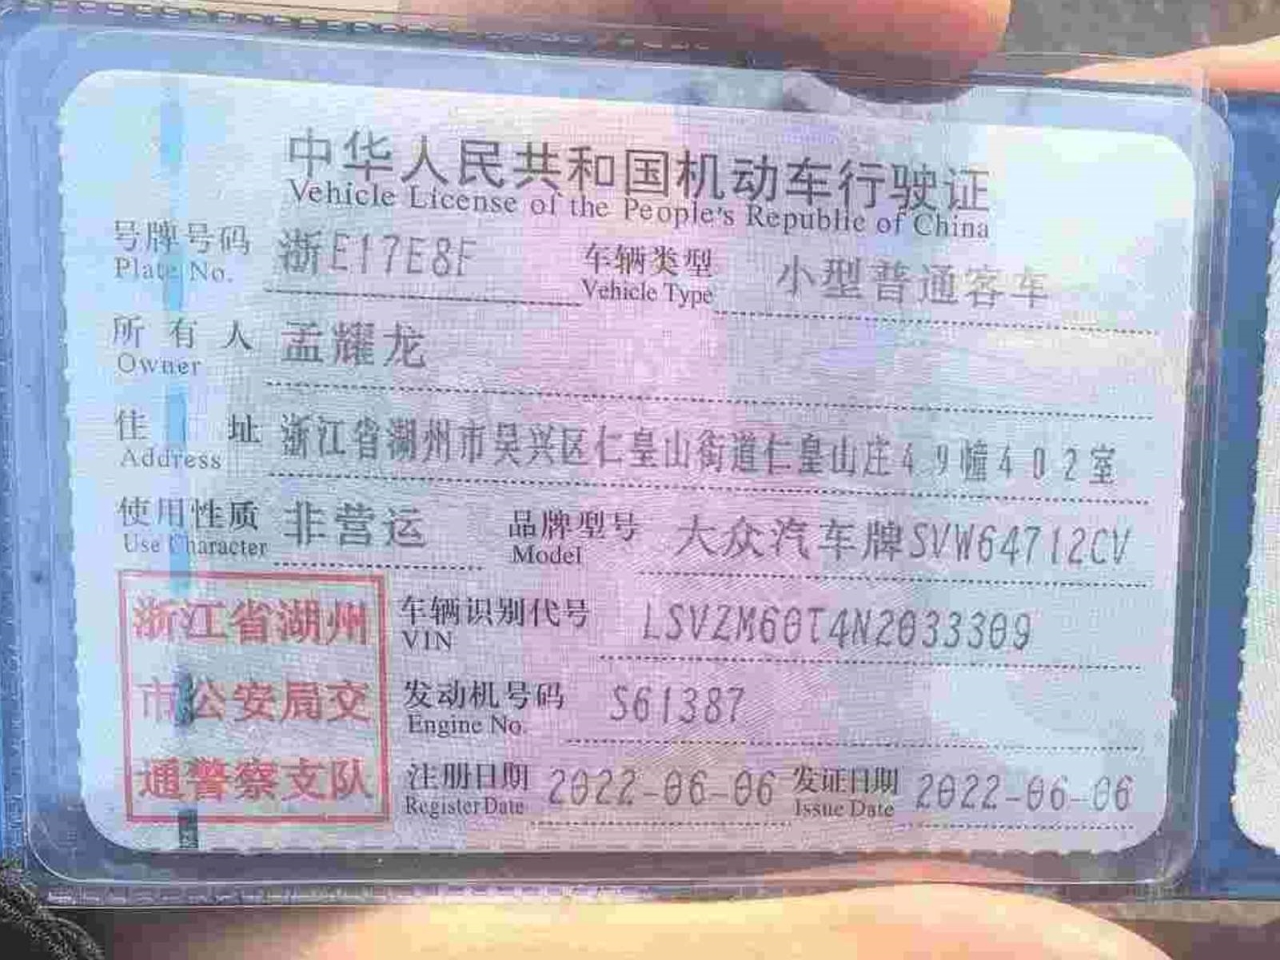 中华人民共和国机动车行驶证
Vehicle License of the People's Republic of China
号牌号码 浙E17E8F 车辆类型 小型普通客车
Plate No. Vehicle Type
所有人 孟耀龙
Owner
住址 浙江省湖州市吴兴区仁皇山街道仁皇山庄49幢402室
Address
使用性质 非营运 品牌型号 大众汽车牌SVW64712CV
Use Character Model
浙江省湖州
市公安局交
通警察支队
车辆识别代号 LSVZM60T4N2033309
VIN
发动机号码 S61387
Engine No.
注册日期 2022-06-06 发证日期 2022-06-06
Register Date Issue Date